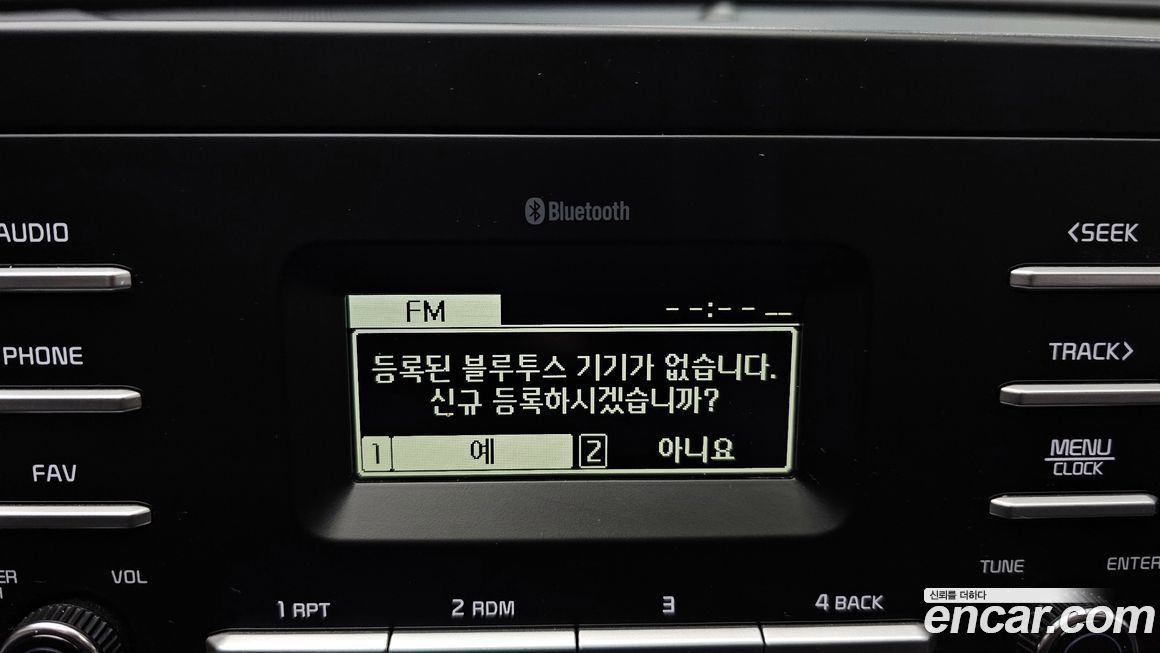 Bluetooth
AUDIO
<SEEK
FM
--:-- --
등록된 블루투스 기기가 없습니다.
신규 등록하시겠습니까?
1 예 2 아니요
PHONE
TRACK>
FAV
MENU
CLOCK
VOL
TUNE
ENTER
1 RPT
2 RDM
3
4 BACK
신뢰를 더하다
encar.com